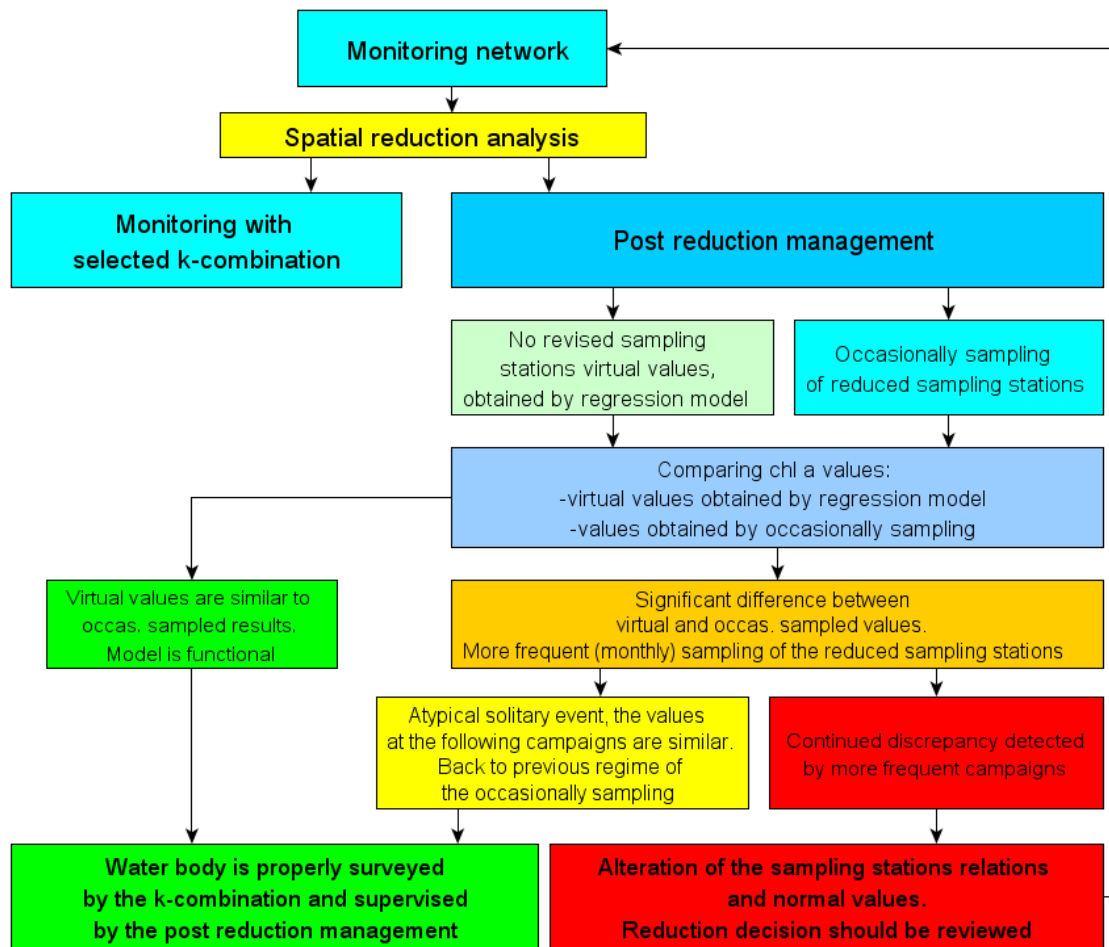 Monitoring network
Spatial reduction analysis
Monitoring with
selected k-combination
Post reduction management
No revised sampling
stations virtual values,
obtained by regression model
Occasionally sampling
of reduced sampling stations
Comparing chl a values:
-virtual values obtained by regression model
-values obtained by occasionally sampling
Virtual values are similar to
occas. sampled results.
Model is functional
Significant difference between
virtual and occas. sampled values.
More frequent (monthly) sampling of the reduced sampling stations
Atypical solitary event, the values
at the following campaigns are similar.
Back to previous regime of
the occasionally sampling
Continued discrepancy detected
by more frequent campaigns
Water body is properly surveyed
by the k-combination and supervised
by the post reduction management
Alteration of the sampling stations relations
and normal values.
Reduction decision should be reviewed